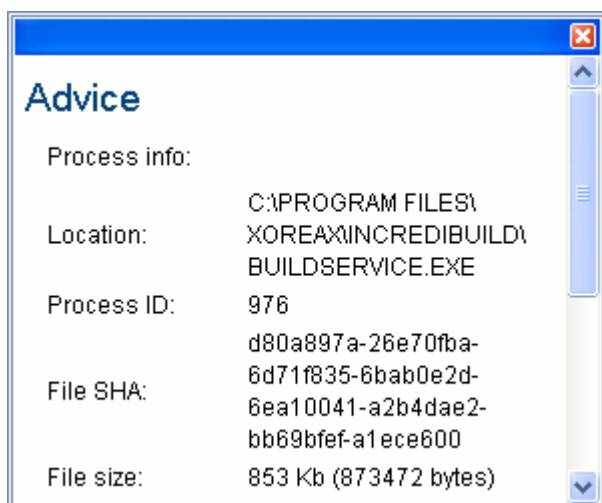 Advice
Process info:
Location:
C:\PROGRAM FILES\
XOREAX\INCREDIBUILD\
BUILDSERVICE.EXE
Process ID:
976
File SHA:
d80a897a-26e70fba-
6d71f835-6bab0e2d-
6ea10041-a2b4dae2-
bb69bfef-a1ece600
File size:
853 Kb (873472 bytes)